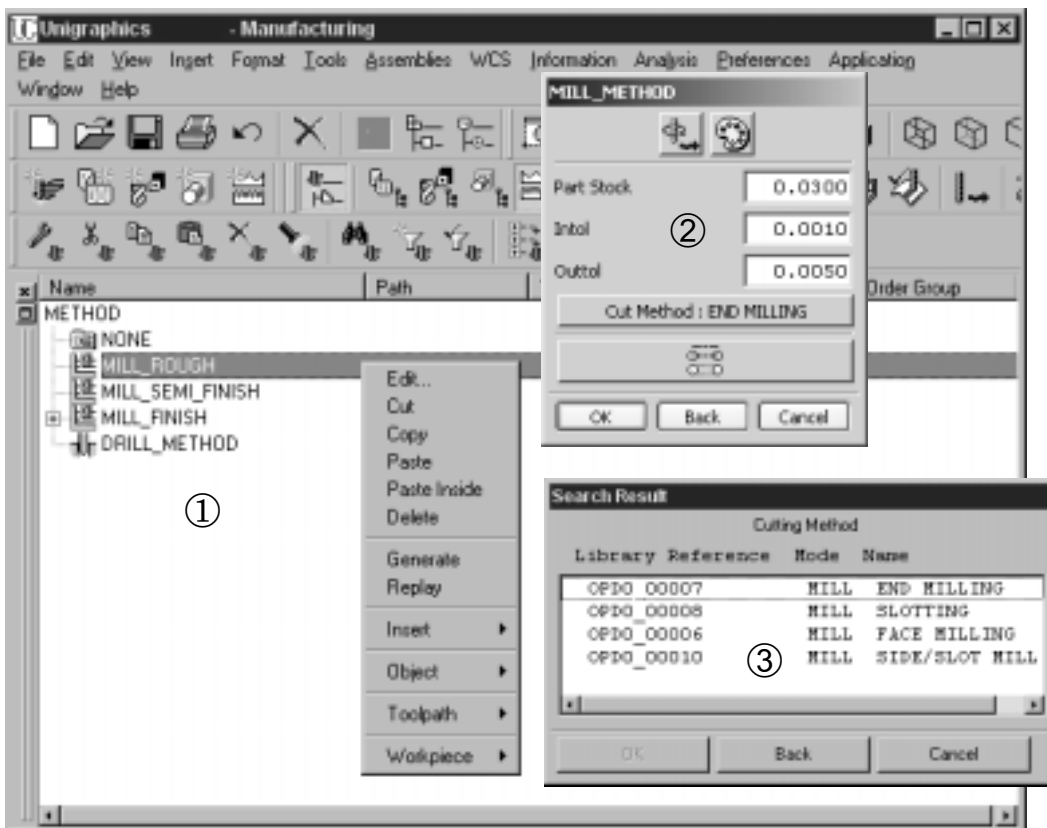 Unigraphics - Manufacturing
File Edit View Insert Format Tools Assemblies WCS Information Analysis Preferences Application
Window Help
Name Path Order Group
METHOD
NONE
MILL_ROUGH
MILL_SEMI_FINISH
MILL_FINISH
DRILL_METHOD
①
Edit...
Cut
Copy
Paste
Paste Inside
Delete
Generate
Replay
Insert
Object
Toolpath
Workpiece
MILL_METHOD
Part Stock 0.0300
Intol 0.0010
②
Outtol 0.0050
Cut Method : END MILLING
OK Back Cancel
Search Result
Cutting Method
Library Reference Mode Name
OPD0_00007 MILL END MILLING
OPD0_00008 MILL SLOTTING
OPD0_00006 MILL FACE MILLING
OPD0_00010 MILL SIDE/SLOT MILL
③
OK Back Cancel